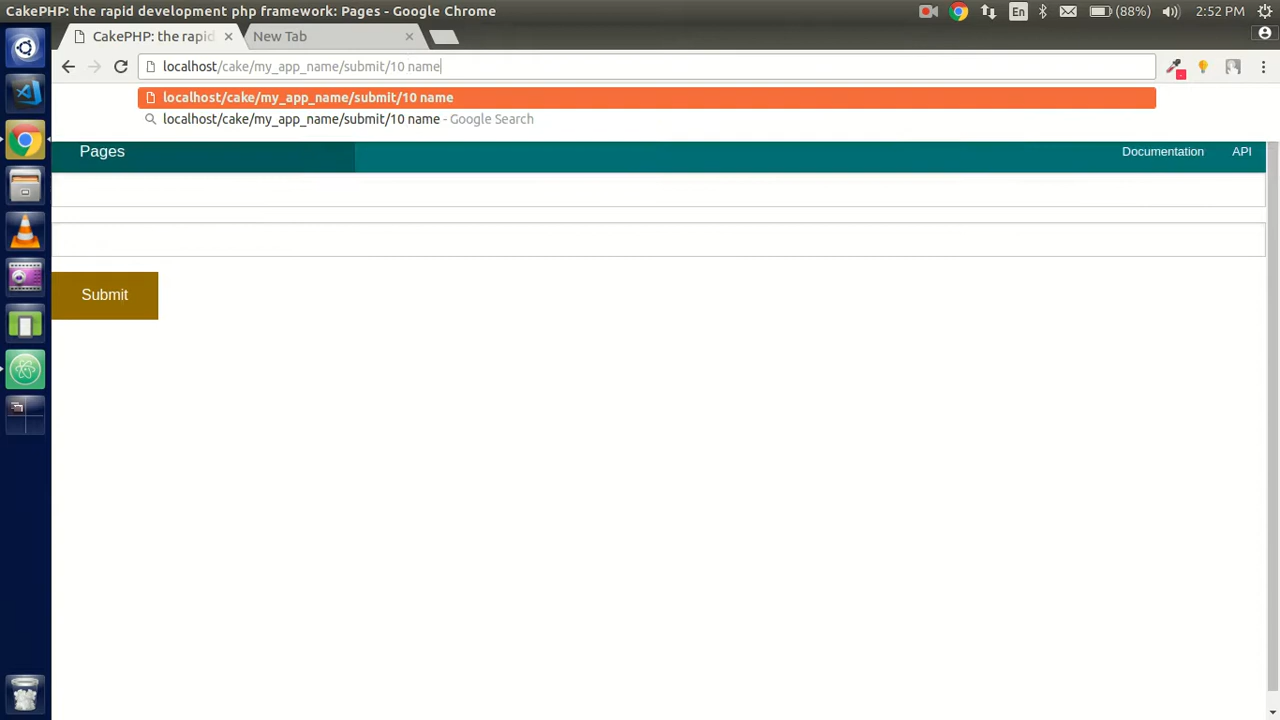 CakePHP: the rapid development php framework: Pages - Google Chrome
En
(88%)
2:52 PM
CakePHP: the rapid
New Tab
localhost/cake/my_app_name/submit/10 name
localhost/cake/my_app_name/submit/10 name
localhost/cake/my_app_name/submit/10 name - Google Search
Pages
Documentation
API
Submit